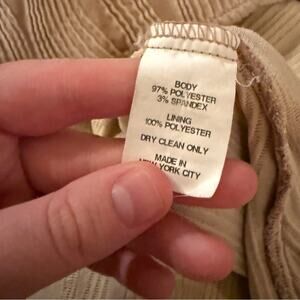 BODY
97% POLYESTER
3% SPANDEX
LINING
100% POLYESTER
DRY CLEAN ONLY
MADE IN
NEW YORK CITY